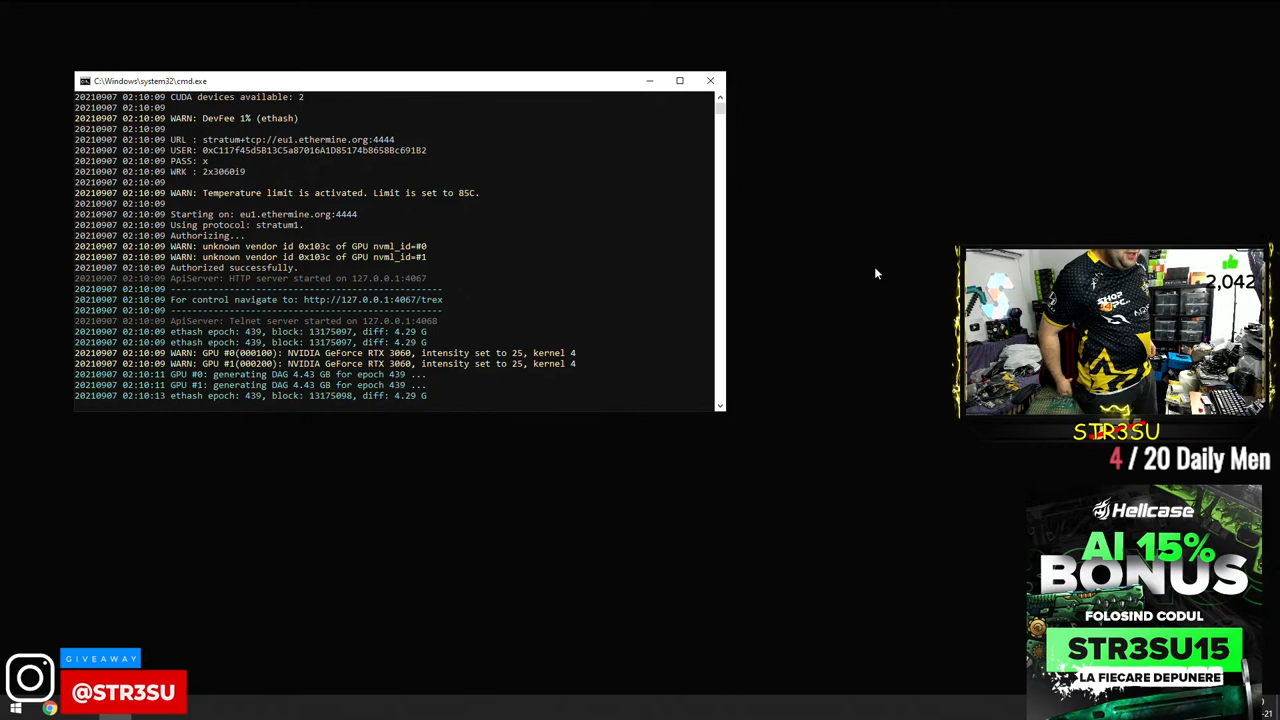 C:\Windows\system32\cmd.exe
20210907 02:10:09 CUDA devices available: 2
20210907 02:10:09
20210907 02:10:09 WARN: DevFee 1% (ethash)
20210907 02:10:09
20210907 02:10:09 URL : stratum+tcp://eu1.ethermine.org:4444
20210907 02:10:09 USER: 0xC117f45d5B13C5a87016A1D85174b8658Bc691B2
20210907 02:10:09 PASS: x
20210907 02:10:09 WRK : 2x3060i9
20210907 02:10:09
20210907 02:10:09 WARN: Temperature limit is activated. Limit is set to 85C.
20210907 02:10:09
20210907 02:10:09 Starting on: eu1.ethermine.org:4444
20210907 02:10:09 Using protocol: stratum1.
20210907 02:10:09 Authorizing...
20210907 02:10:09 WARN: unknown vendor id 0x103c of GPU nvml_id=#0
20210907 02:10:09 WARN: unknown vendor id 0x103c of GPU nvml_id=#1
20210907 02:10:09 Authorized successfully.
20210907 02:10:09 ApiServer: HTTP server started on 127.0.0.1:4067
20210907 02:10:09 ---------------------------------------------------
20210907 02:10:09 For control navigate to: http://127.0.0.1:4067/trex
20210907 02:10:09 ---------------------------------------------------
20210907 02:10:09 ApiServer: Telnet server started on 127.0.0.1:4068
20210907 02:10:09 ethash epoch: 439, block: 13175097, diff: 4.29 G
20210907 02:10:09 ethash epoch: 439, block: 13175097, diff: 4.29 G
20210907 02:10:09 WARN: GPU #0(000100): NVIDIA GeForce RTX 3060, intensity set to 25, kernel 4
20210907 02:10:09 WARN: GPU #1(000200): NVIDIA GeForce RTX 3060, intensity set to 25, kernel 4
20210907 02:10:11 GPU #0: generating DAG 4.43 GB for epoch 439 ...
20210907 02:10:11 GPU #1: generating DAG 4.43 GB for epoch 439 ...
20210907 02:10:13 ethash epoch: 439, block: 13175098, diff: 4.29 G
2,042
STR3SU
4 / 20 Daily Men
Hellcase
AI 15%
BONUS
FOLOSIND CODUL
STR3SU15
LA FIECARE DEPUNERE
GIVEAWAY
@STR3SU